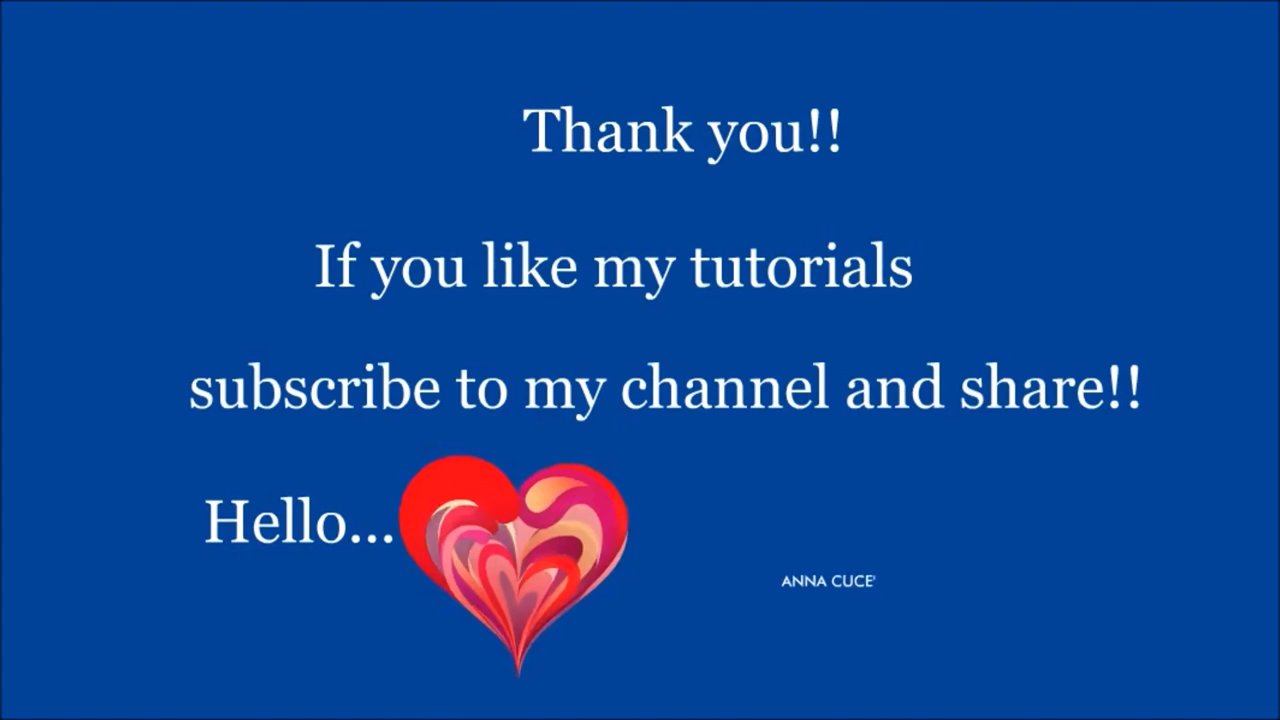 Thank you!!
If you like my tutorials
subscribe to my channel and share!!
Hello...
ANNA CUCE'